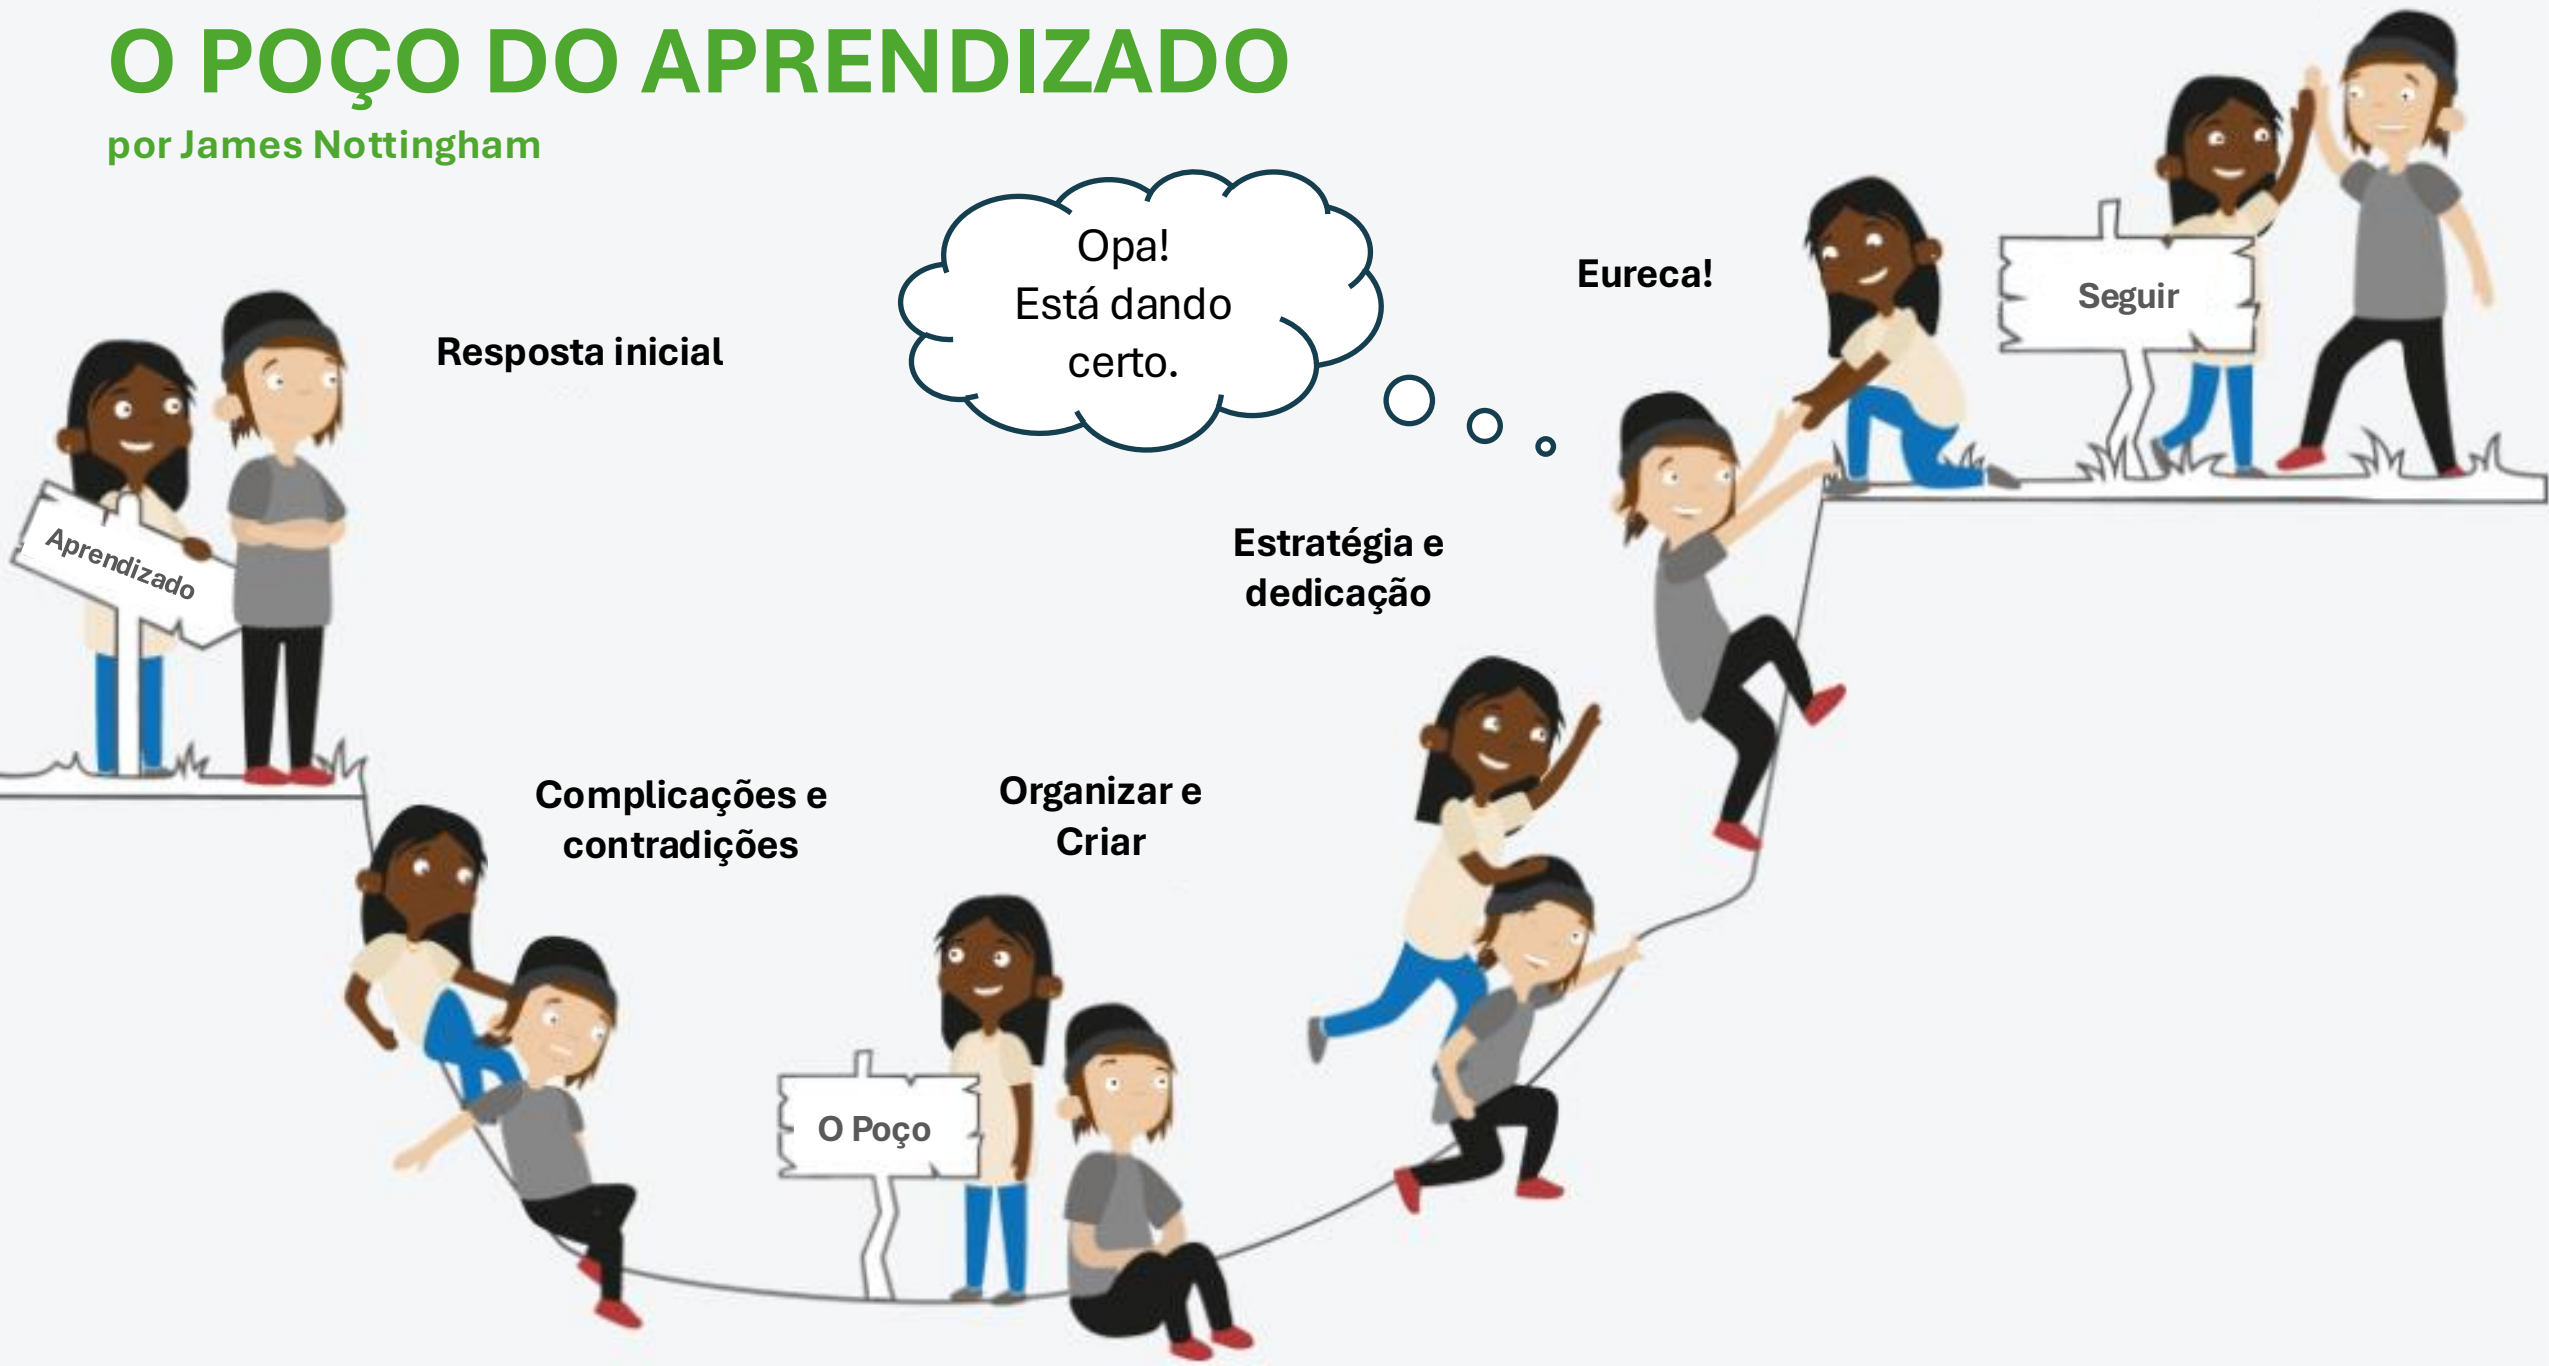 O POÇO DO APRENDIZADO
por James Nottingham
Resposta inicial
Aprendizado
Complicações e
contradições
O Poço
Organizar e
Criar
Estratégia e
dedicação
Opa!
Está dando
certo.
Eureca!
Seguir